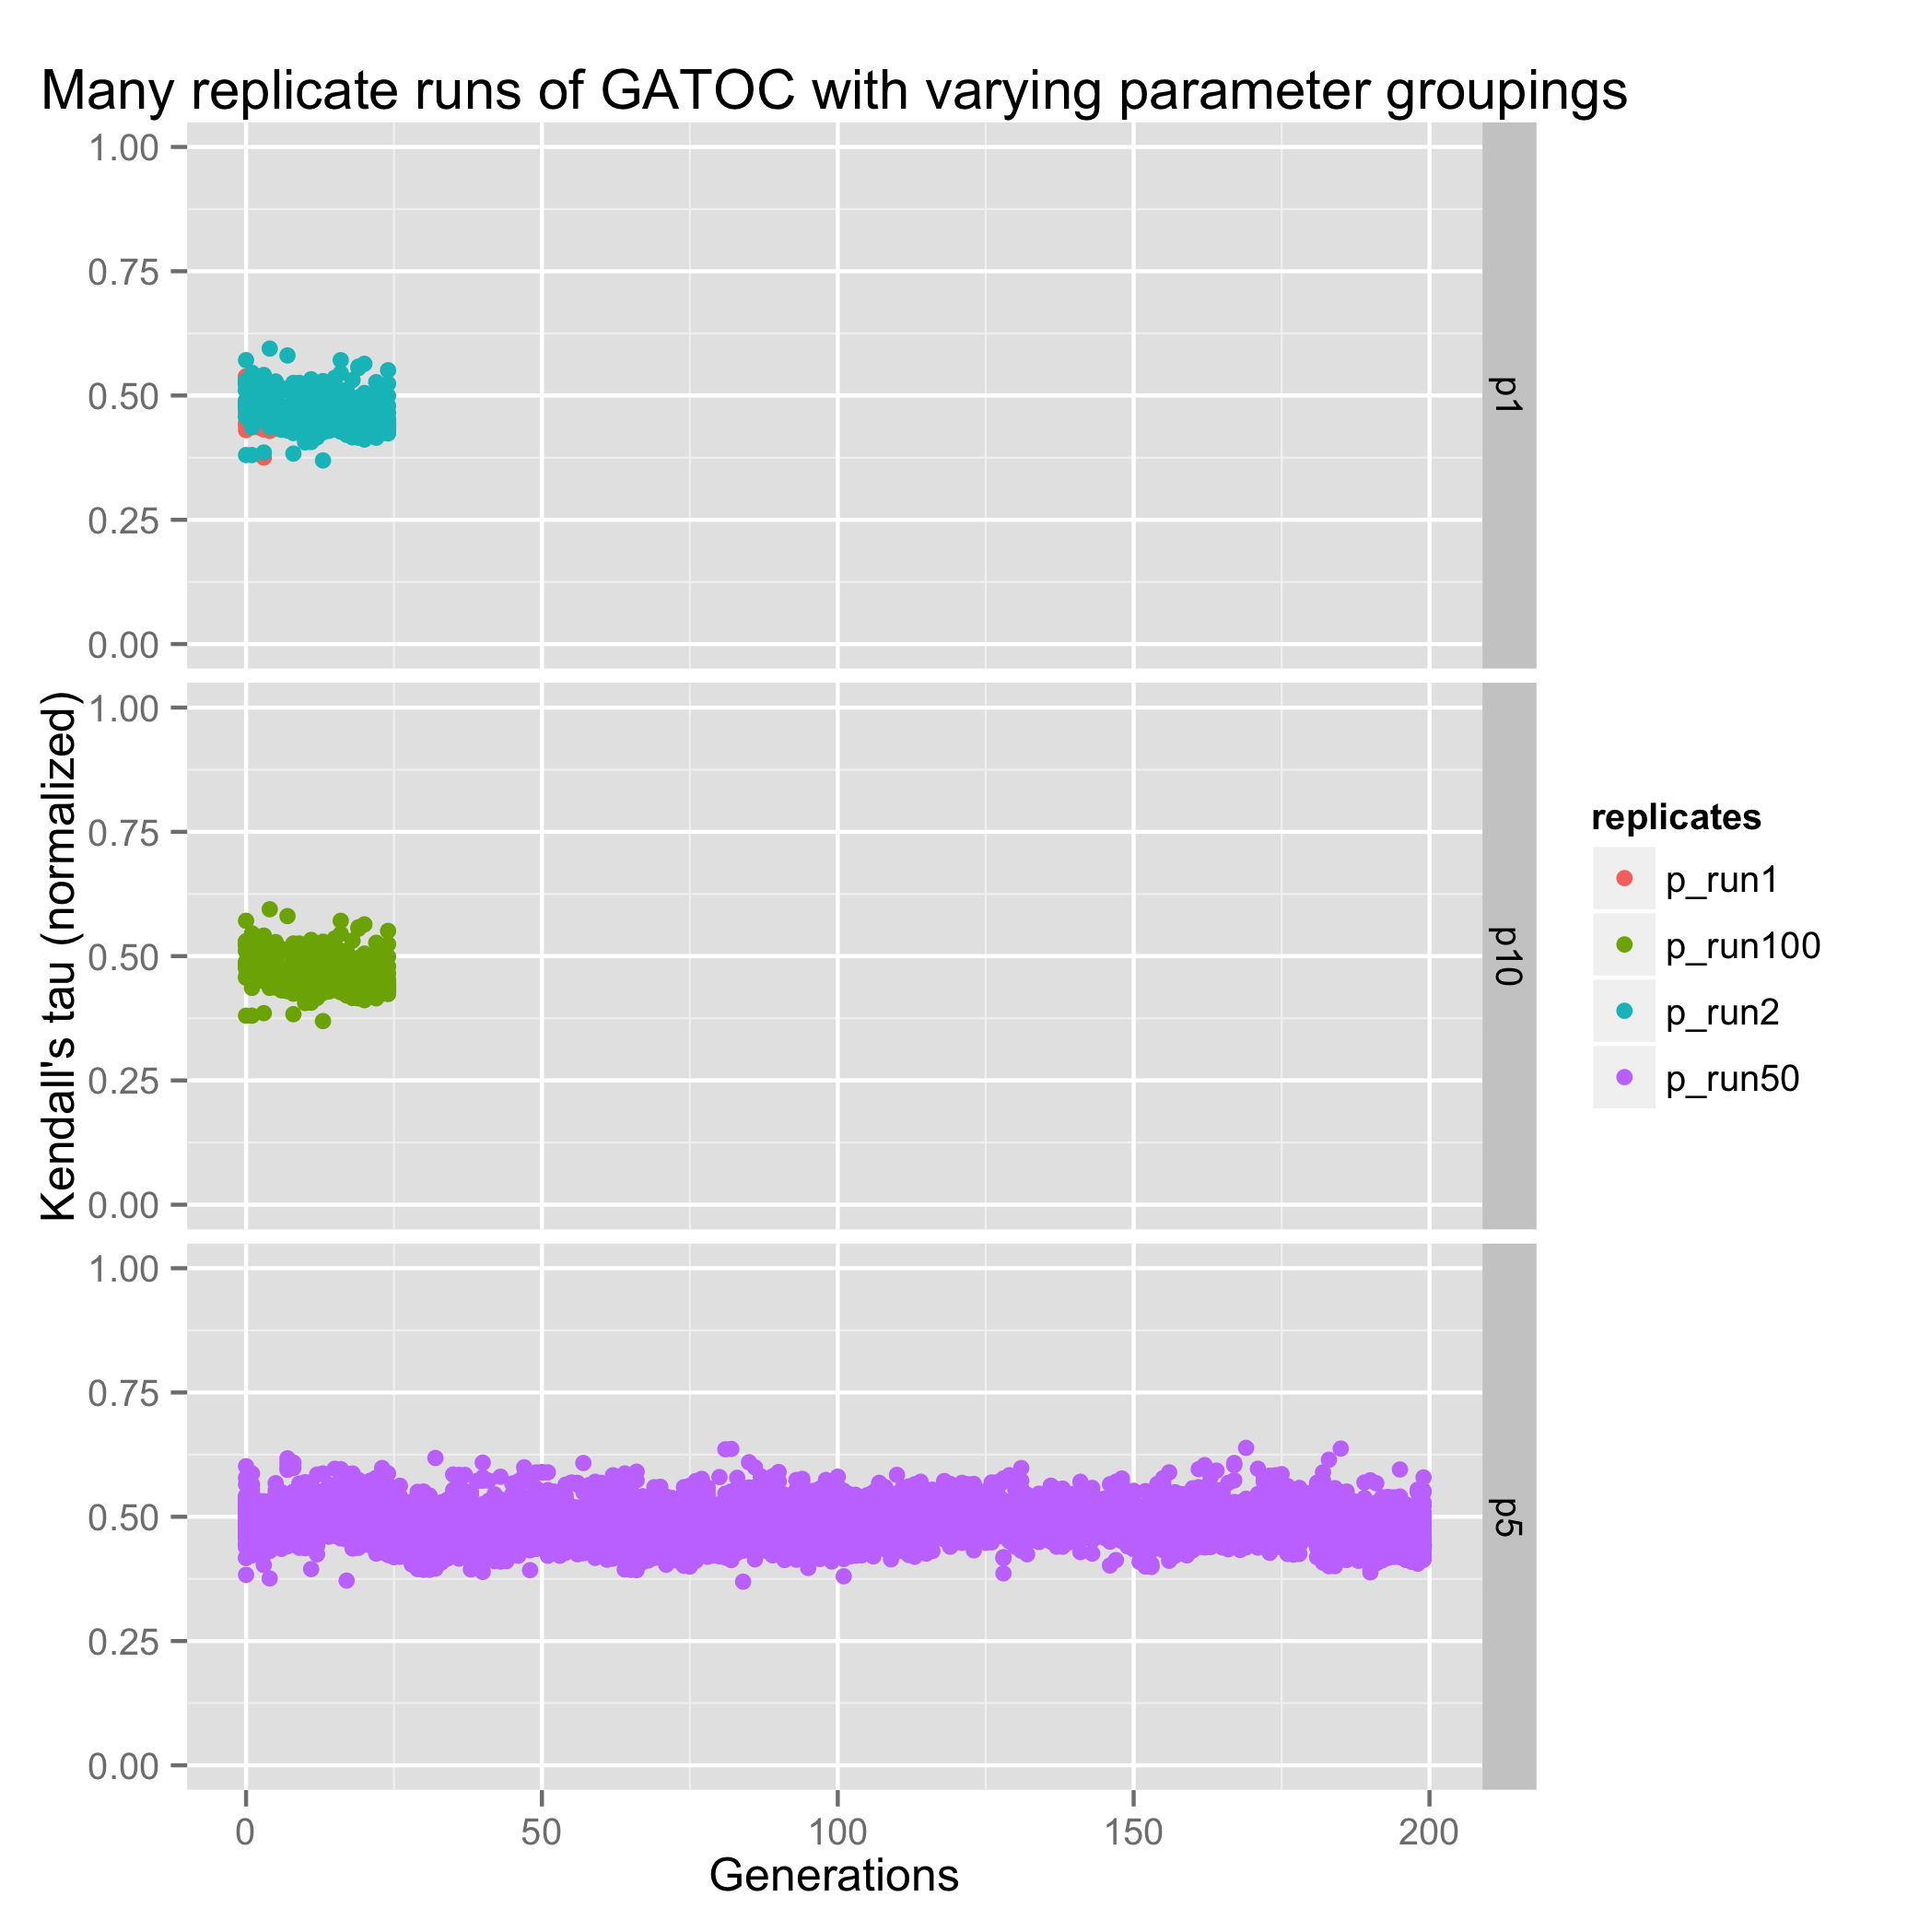 Many replicate runs of GATOC with varying parameter groupings
1.00
0.75
0.50
0.25
0.00
p1
Kendall's tau (normalized)
1.00
0.75
0.50
0.25
0.00
p10
1.00
0.75
0.50
0.25
0.00
p5
0 50 100 150 200
Generations
replicates
p_run1
p_run100
p_run2
p_run50